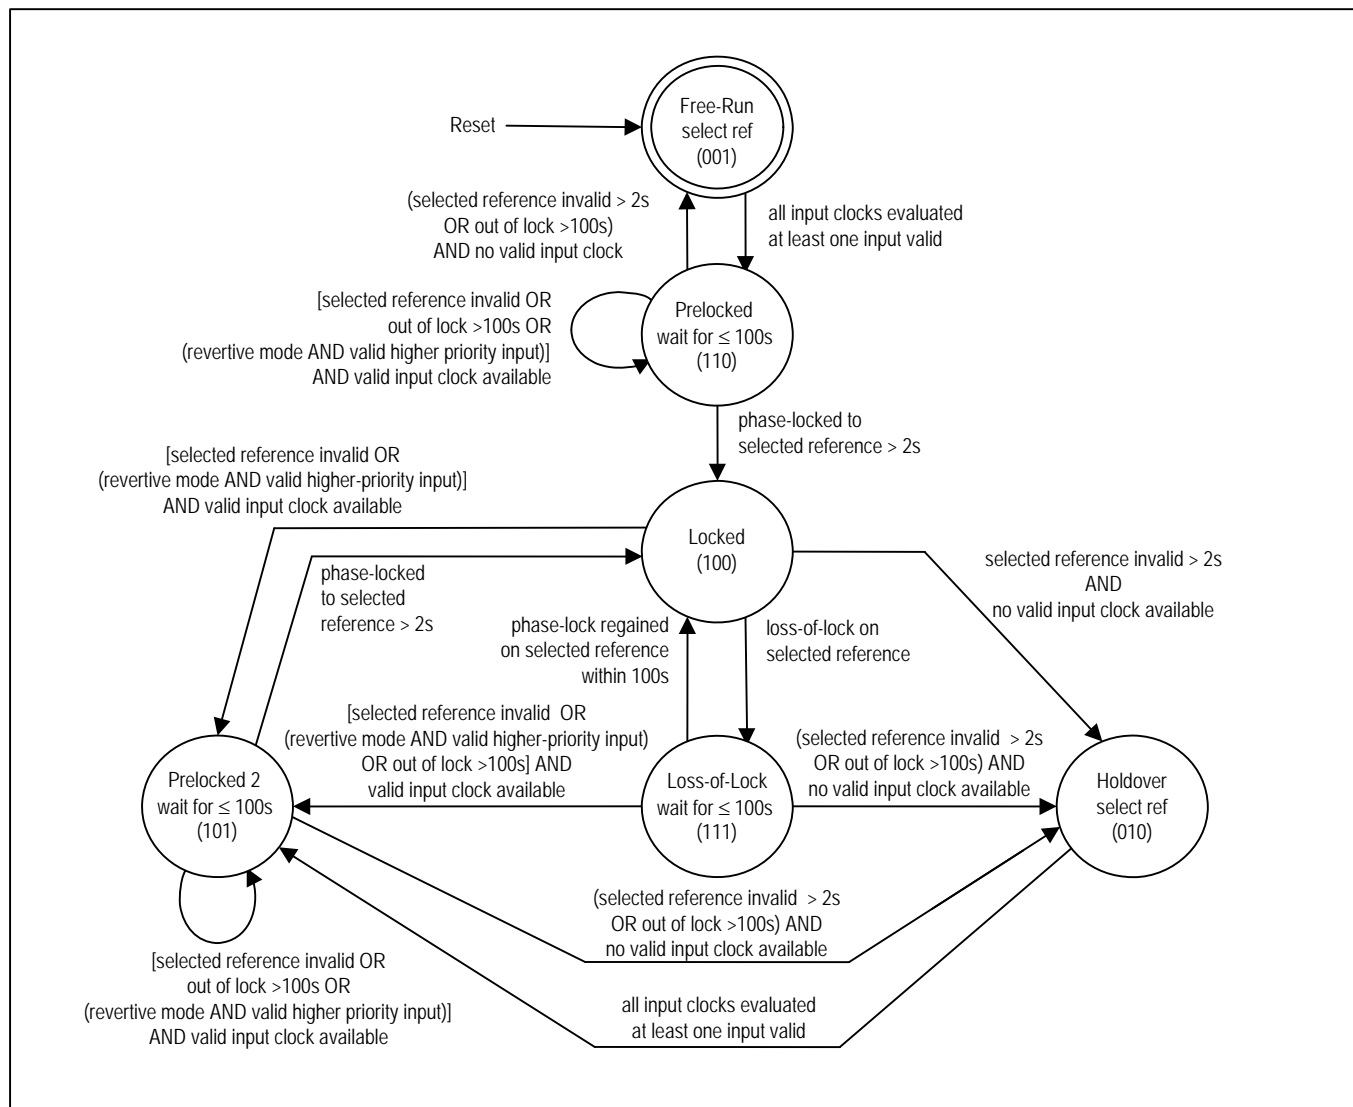 Free-Run
select ref
(001)
Reset
(selected reference invalid > 2s
OR out of lock >100s)
AND no valid input clock
all input clocks evaluated
at least one input valid
[selected reference invalid OR
out of lock >100s OR
(revertive mode AND valid higher priority input)]
AND valid input clock available
Prelocked
wait for ≤ 100s
(110)
phase-locked to
selected reference > 2s
[selected reference invalid OR
(revertive mode AND valid higher-priority input)]
AND valid input clock available
Locked
(100)
phase-locked
to selected
reference > 2s
selected reference invalid > 2s
AND
no valid input clock available
phase-lock regained
on selected reference
within 100s
loss-of-lock on
selected reference
[selected reference invalid OR
(revertive mode AND valid higher-priority input)
OR out of lock >100s] AND
valid input clock available
(selected reference invalid > 2s
OR out of lock >100s) AND
no valid input clock available
Prelocked 2
wait for ≤ 100s
(101)
Loss-of-Lock
wait for ≤ 100s
(111)
Holdover
select ref
(010)
(selected reference invalid > 2s
OR out of lock >100s) AND
no valid input clock available
[selected reference invalid OR
out of lock >100s OR
(revertive mode AND valid higher priority input)]
AND valid input clock available
all input clocks evaluated
at least one input valid